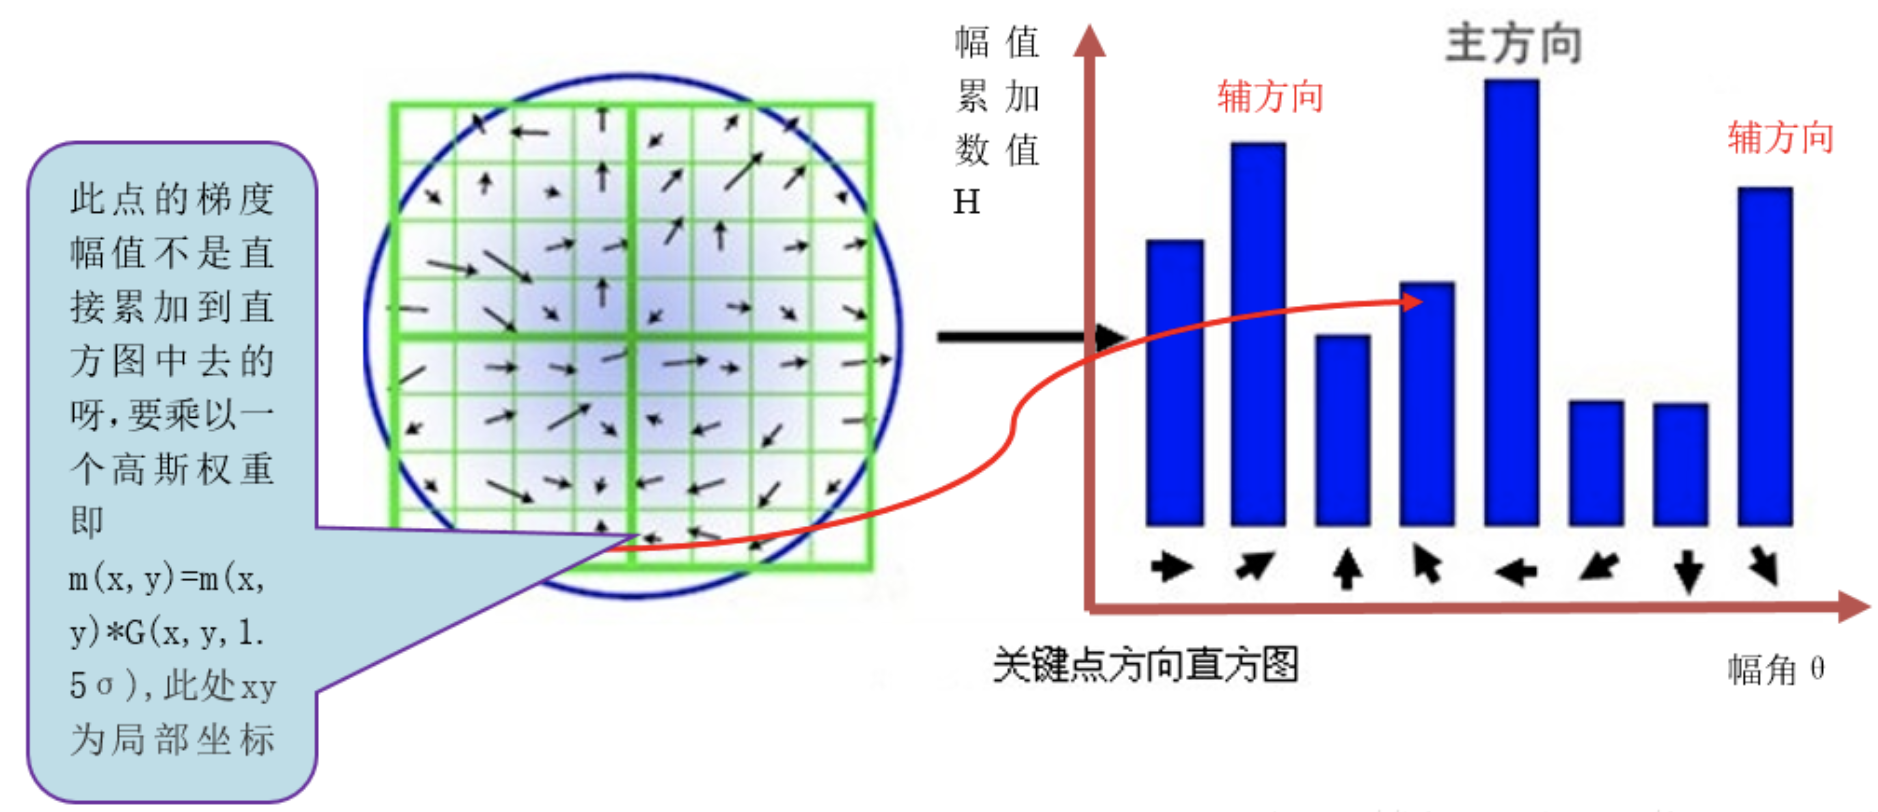 此点的梯度
幅值不是直
接累加到直
方图中去的
呀，要乘以一
个高斯权重
即
m(x,y)=m(x,
y)*G(x,y,1.
5σ),此处xy
为局部坐标
幅值
累加
数值
H
主方向
辅方向
辅方向
关键点方向直方图
幅角 θ